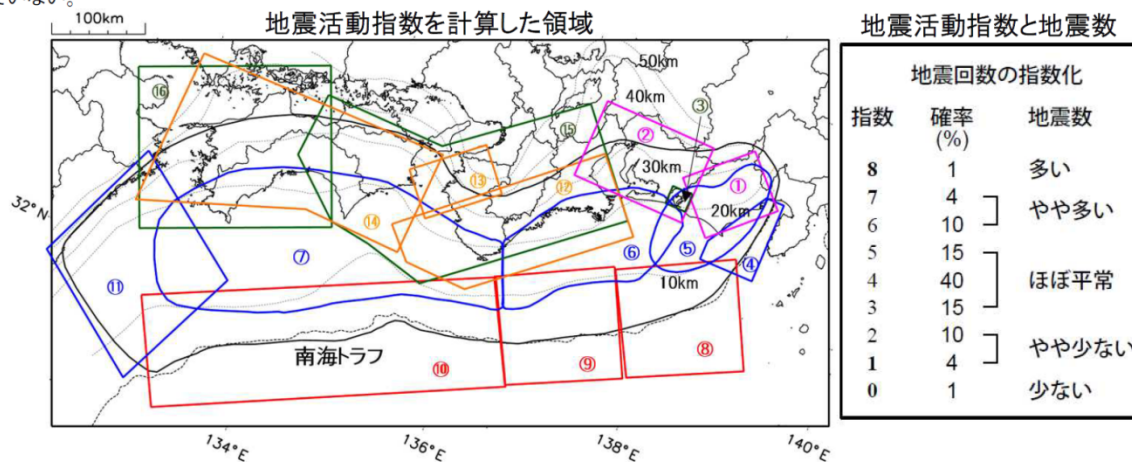 ていない。
100km
地震活動指数を計算した領域
地震活動指数と地震数
50km
40km
③
⑯
②
⑮
30km
⑬
①
⑫
20km
32°N
⑭
⑦
⑥
⑤
④
⑪
10km
南海トラフ
⑩
⑨
⑧
134°E
136°E
138°E
140°E
地震回数の指数化
指数 確率 地震数
(%)
8 1 多い
7 4 やや多い
6 10
5 15
4 40 ほぼ平常
3 15
2 10 やや少ない
1 4
0 1 少ない